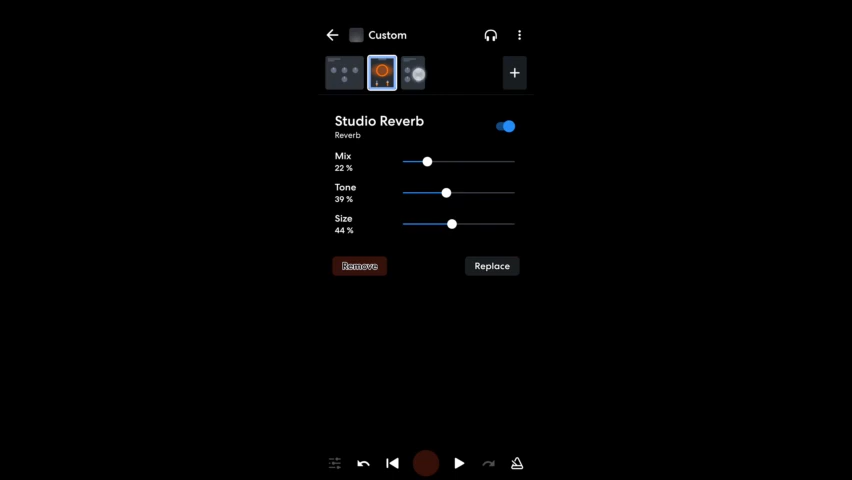 Custom
Studio Reverb
Reverb
Mix
22 %
Tone
39 %
Size
44 %
Remove
Replace